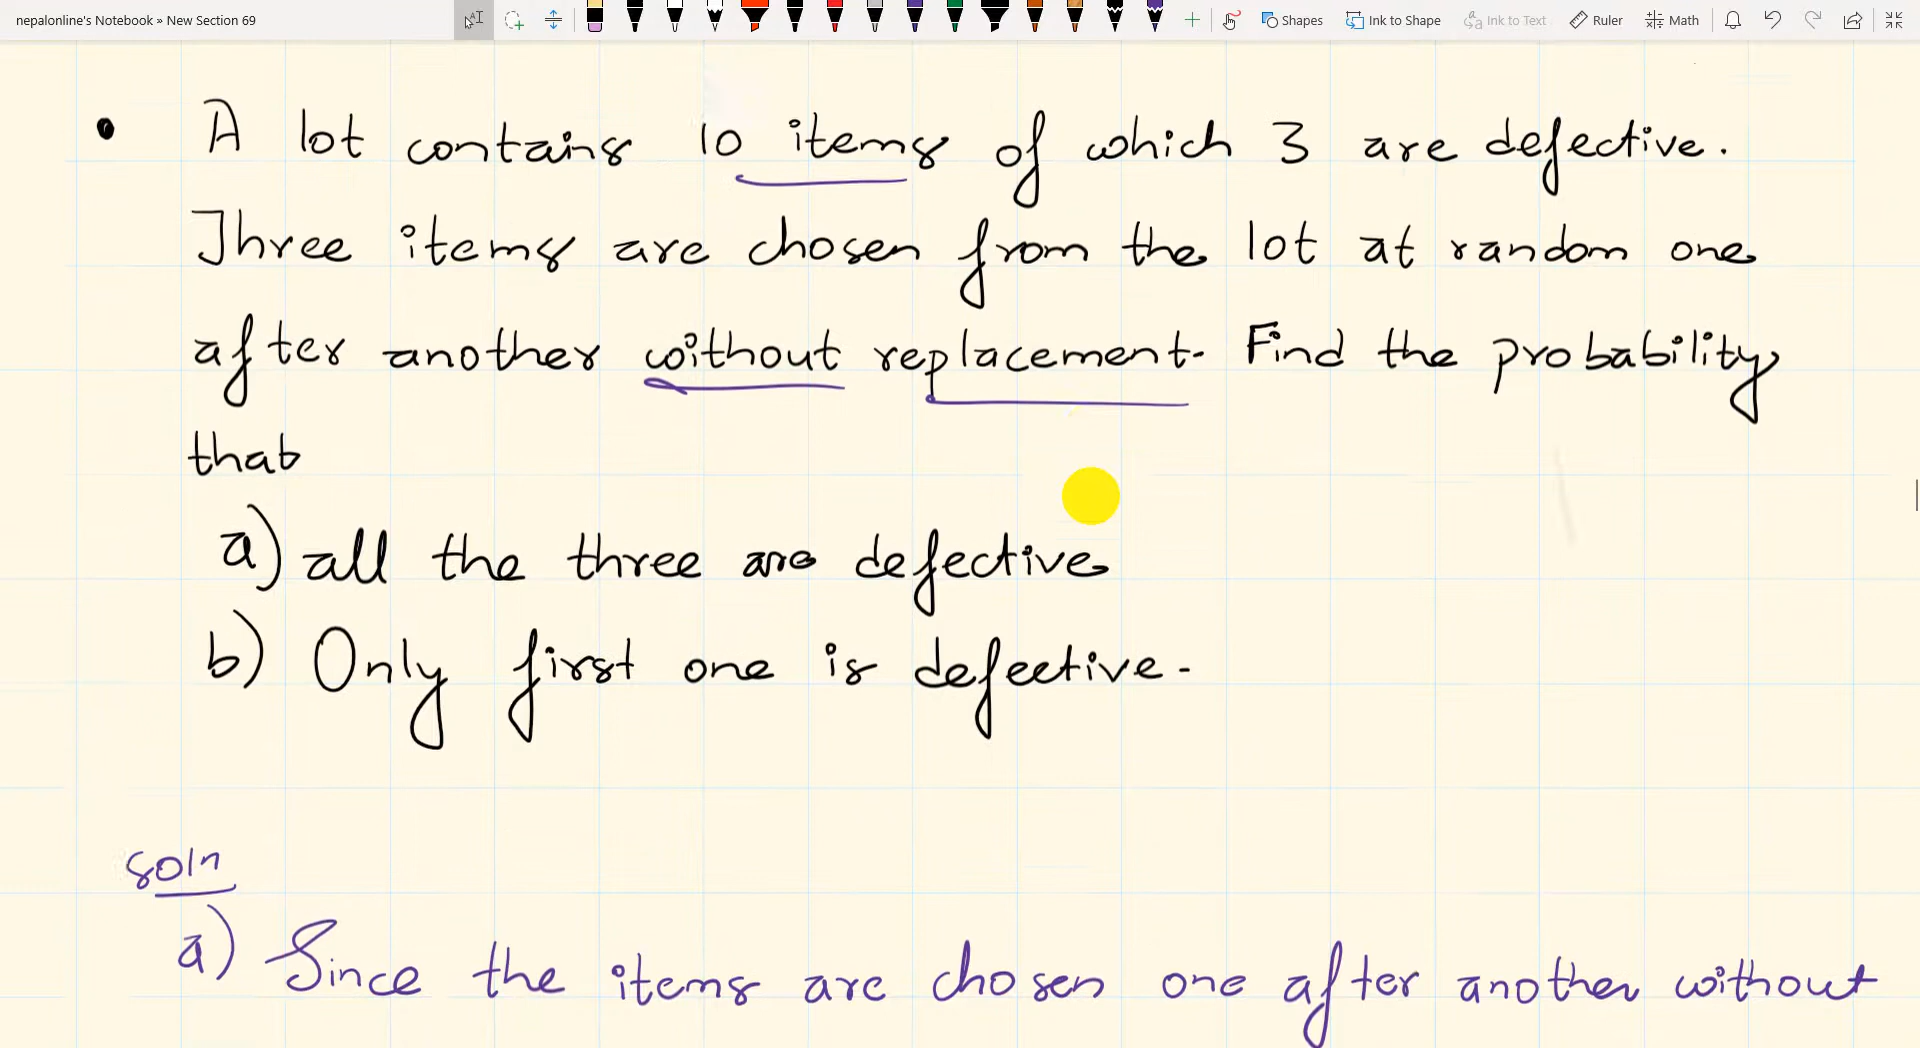 nepalonline's Notebook » New Section 69
Shapes Ink to Shape Ink to Text Ruler Math
• A lot contains 10 items of which 3 are defective.
Three items are chosen from the lot at random one
after another without replacement. Find the probability
that
a) all the three are defective
b) Only first one is defective.
soln
a) Since the items are chosen one after another without